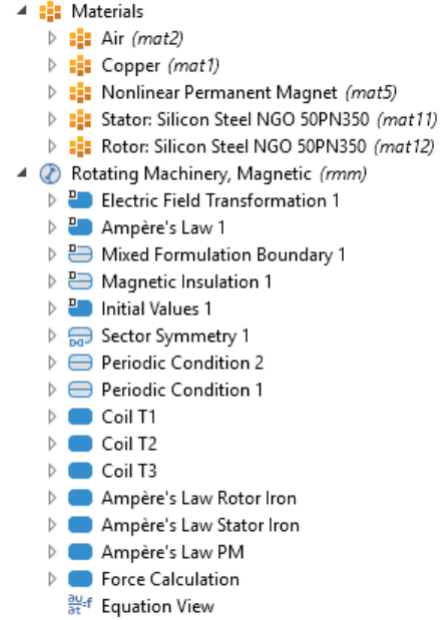 Materials
Air (mat2)
Copper (mat1)
Nonlinear Permanent Magnet (mat5)
Stator: Silicon Steel NGO 50PN350 (mat11)
Rotor: Silicon Steel NGO 50PN350 (mat12)
Rotating Machinery, Magnetic (rmm)
Electric Field Transformation 1
Ampère's Law 1
Mixed Formulation Boundary 1
Magnetic Insulation 1
Initial Values 1
Sector Symmetry 1
Periodic Condition 2
Periodic Condition 1
Coil T1
Coil T2
Coil T3
Ampère's Law Rotor Iron
Ampère's Law Stator Iron
Ampère's Law PM
Force Calculation
Equation View